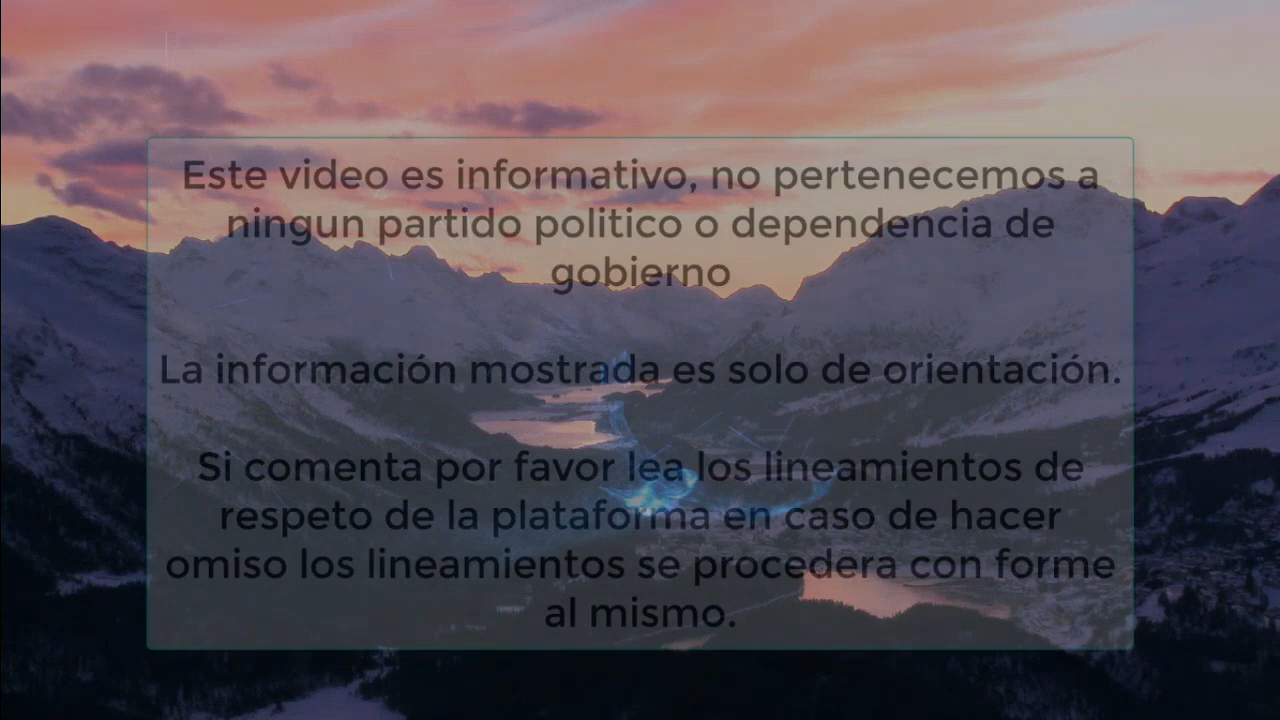 Este video es informativo, no pertenecemos a
ningun partido politico o dependencia de
gobierno
La información mostrada es solo de orientación.
Si comenta por favor lea los lineamientos de
respeto de la plataforma en caso de hacer
omiso los lineamientos se procedera con forme
al mismo.